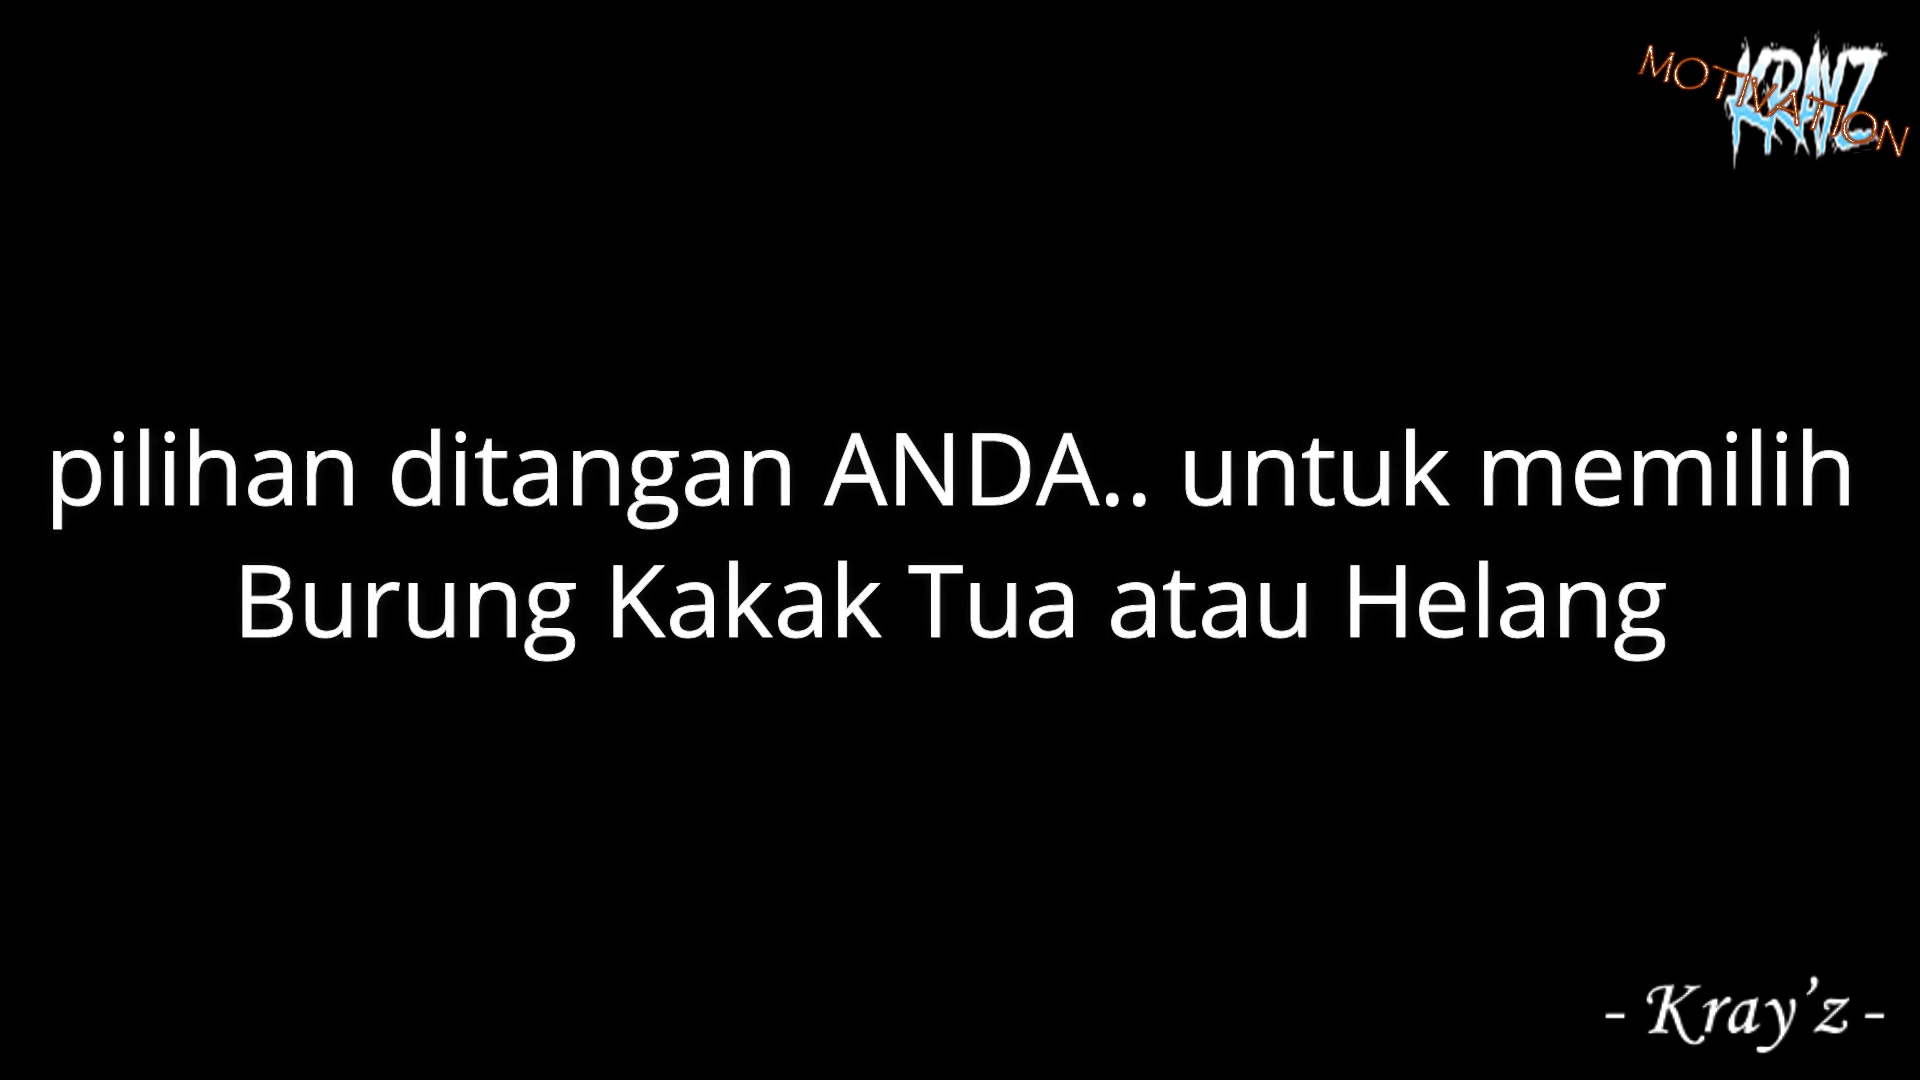 KRAYZ
MOTIVATION
pilihan ditangan ANDA.. untuk memilih
Burung Kakak Tua atau Helang
- Kray’z -